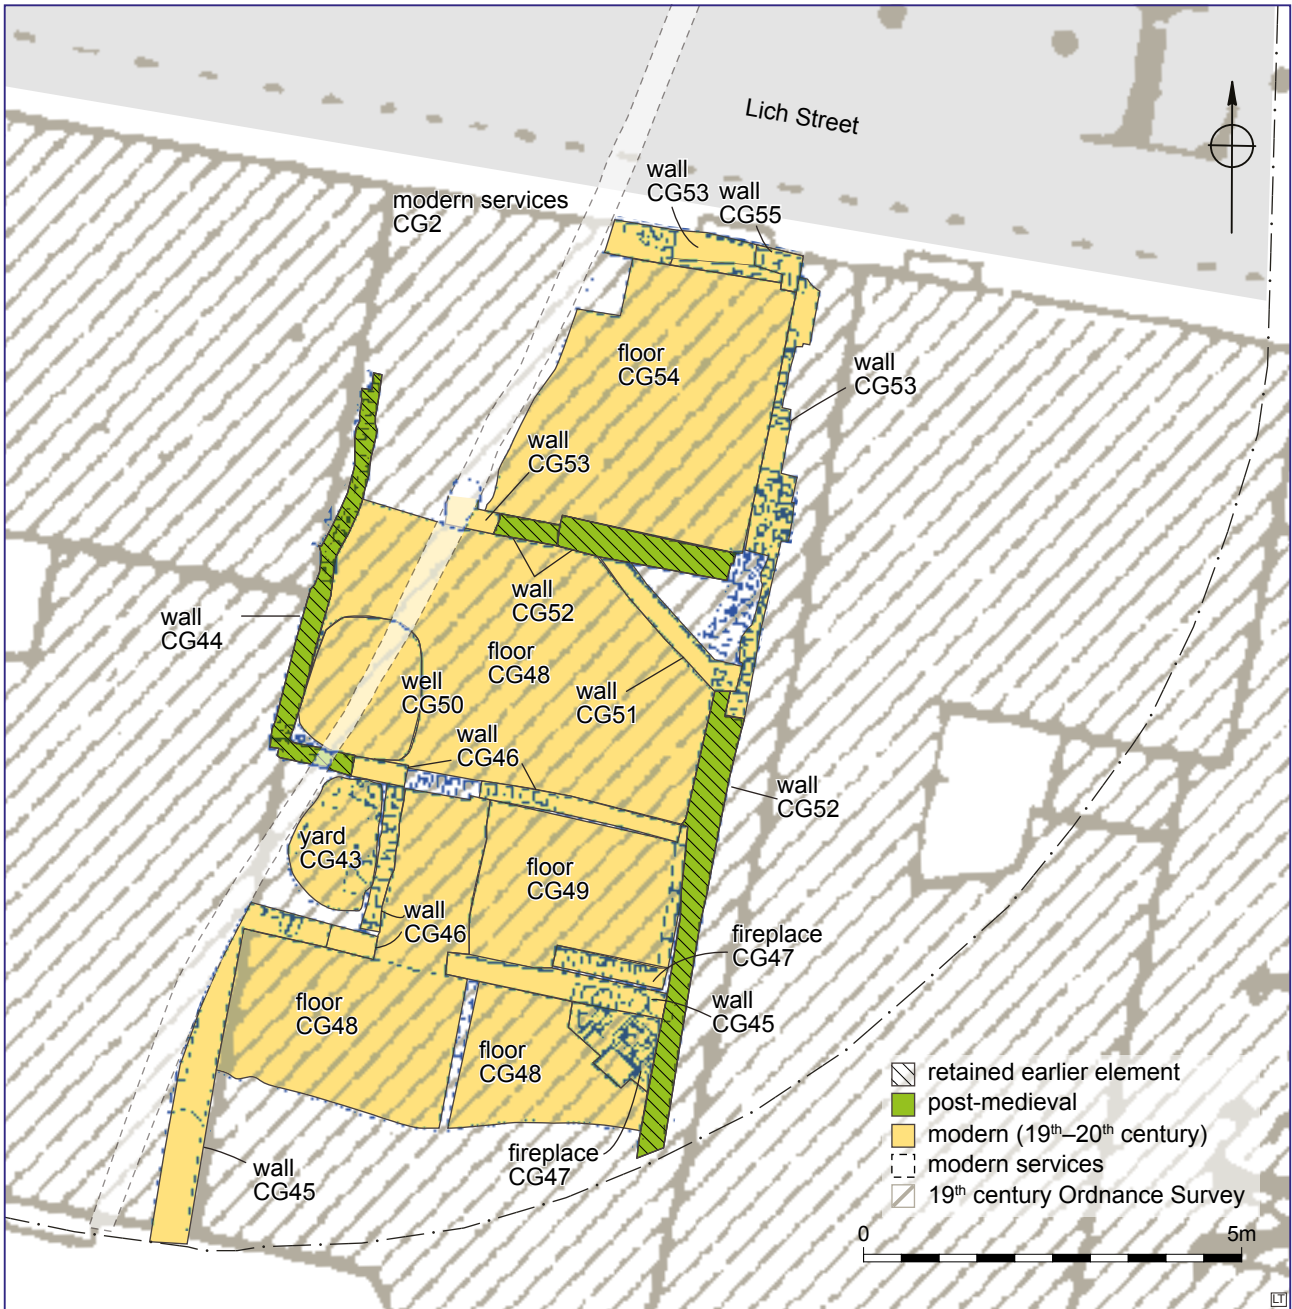 Lich Street
wall
CG53
wall
CG55
modern services
CG2
floor
CG54
wall
CG53
wall
CG53
wall
CG52
wall
CG44
floor
CG48
well
CG50
wall
CG51
wall
CG46
wall
CG52
yard
CG43
floor
CG49
wall
CG46
fireplace
CG47
floor
CG48
wall
CG45
floor
CG48
fireplace
CG47
wall
CG45
retained earlier element
post-medieval
modern (19th–20th century)
modern services
19th century Ordnance Survey
0 5m
LT